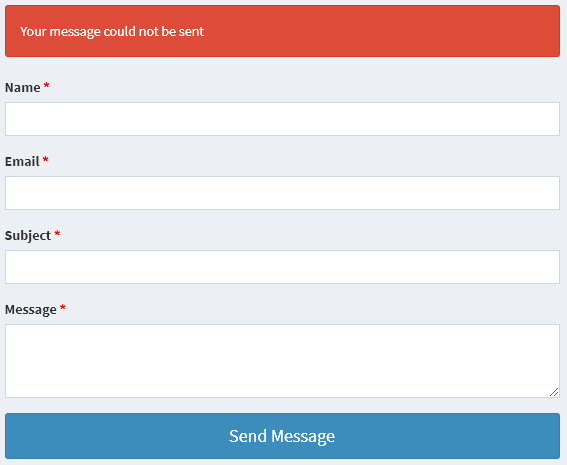 Your message could not be sent
Name *
Email *
Subject *
Message *
Send Message